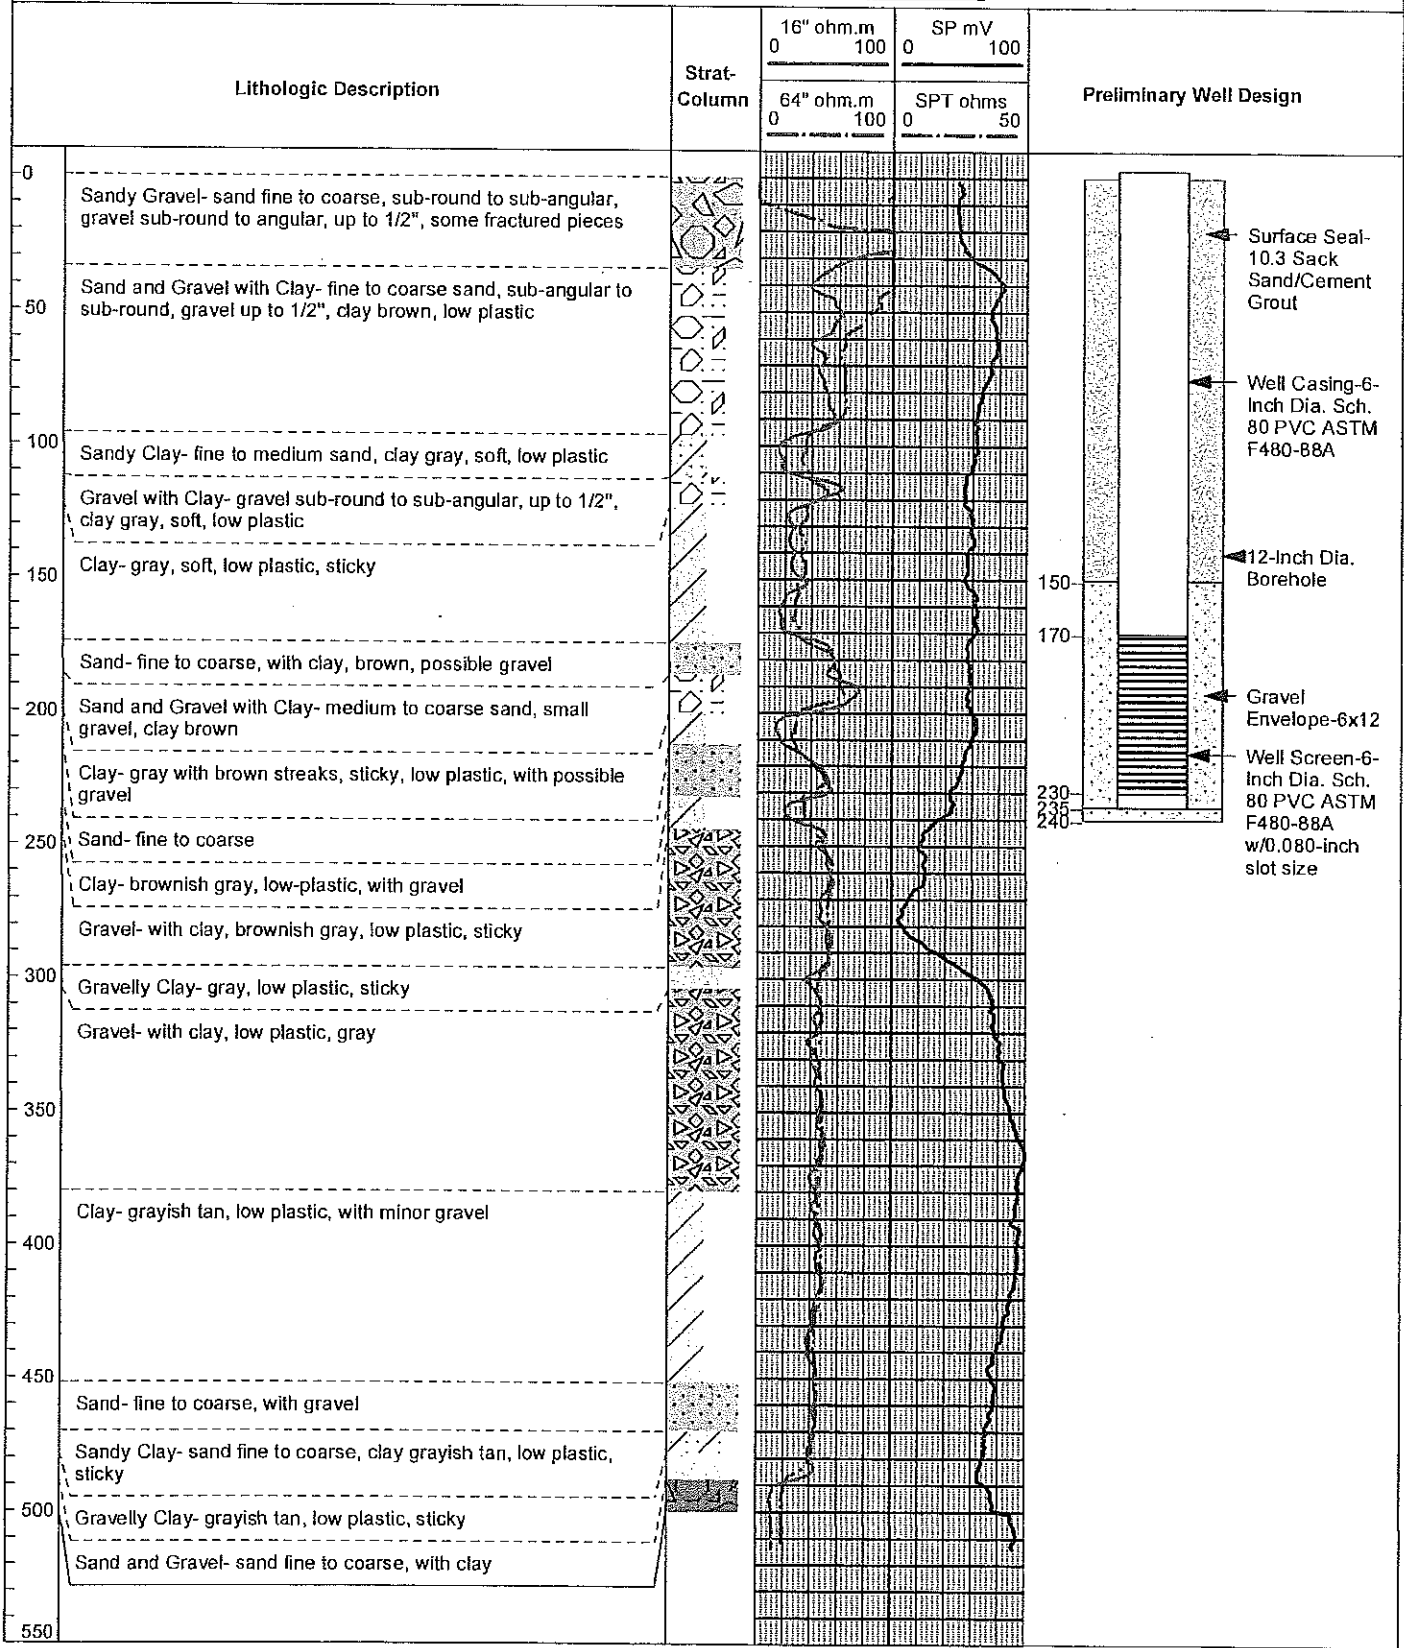 Lithologic Description
Strat-
Column
16" ohm.m
0 100
64" ohm.m
0 100
SP mV
0 100
SPT ohms
0 50
Preliminary Well Design
0
50
100
150
200
250
300
350
400
450
500
550
Sandy Gravel- sand fine to coarse, sub-round to sub-angular,
gravel sub-round to angular, up to 1/2", some fractured pieces
Sand and Gravel with Clay- fine to coarse sand, sub-angular to
sub-round, gravel up to 1/2", clay brown, low plastic
Sandy Clay- fine to medium sand, clay gray, soft, low plastic
Gravel with Clay- gravel sub-round to sub-angular, up to 1/2",
clay gray, soft, low plastic
Clay- gray, soft, low plastic, sticky
Sand- fine to coarse, with clay, brown, possible gravel
Sand and Gravel with Clay- medium to coarse sand, small
gravel, clay brown
Clay- gray with brown streaks, sticky, low plastic, with possible
gravel
Sand- fine to coarse
Clay- brownish gray, low-plastic, with gravel
Gravel- with clay, brownish gray, low plastic, sticky
Gravelly Clay- gray, low plastic, sticky
Gravel- with clay, low plastic, gray
Clay- grayish tan, low plastic, with minor gravel
Sand- fine to coarse, with gravel
Sandy Clay- sand fine to coarse, clay grayish tan, low plastic,
sticky
Gravelly Clay- grayish tan, low plastic, sticky
Sand and Gravel- sand fine to coarse, with clay
150
170
230
235
240
Surface Seal-
10.3 Sack
Sand/Cement
Grout
Well Casing-6-
Inch Dia. Sch.
80 PVC ASTM
F480-88A
12-Inch Dia.
Borehole
Gravel
Envelope-6x12
Well Screen-6-
Inch Dia. Sch.
80 PVC ASTM
F480-88A
w/0.080-inch
slot size